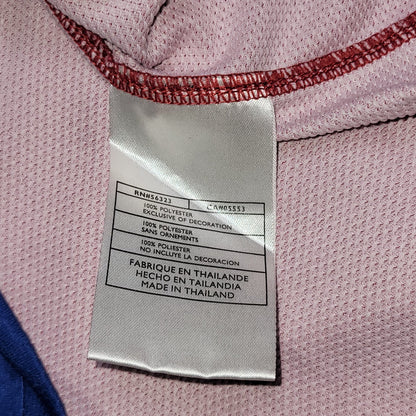 RN#56323 CA#05553
100% POLYESTER
EXCLUSIVE OF DECORATION
100% POLYESTER
SANS ORNEMENTS
100% POLIESTER
NO INCLUYE LA DECORACION
FABRIQUE EN THAILANDE
HECHO EN TAILANDIA
MADE IN THAILAND